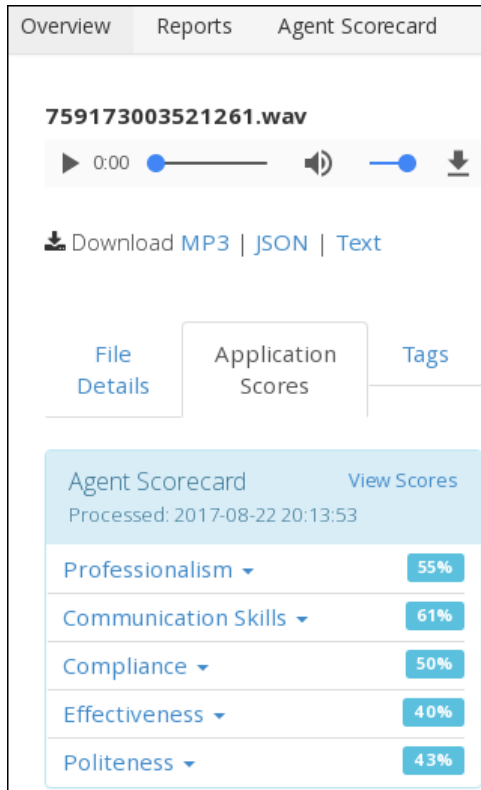 Overview Reports Agent Scorecard
759173003521261.wav
0:00
Download MP3 | JSON | Text
File Details Application Scores Tags
Agent Scorecard View Scores
Processed: 2017-08-22 20:13:53
Professionalism 55%
Communication Skills 61%
Compliance 50%
Effectiveness 40%
Politeness 43%